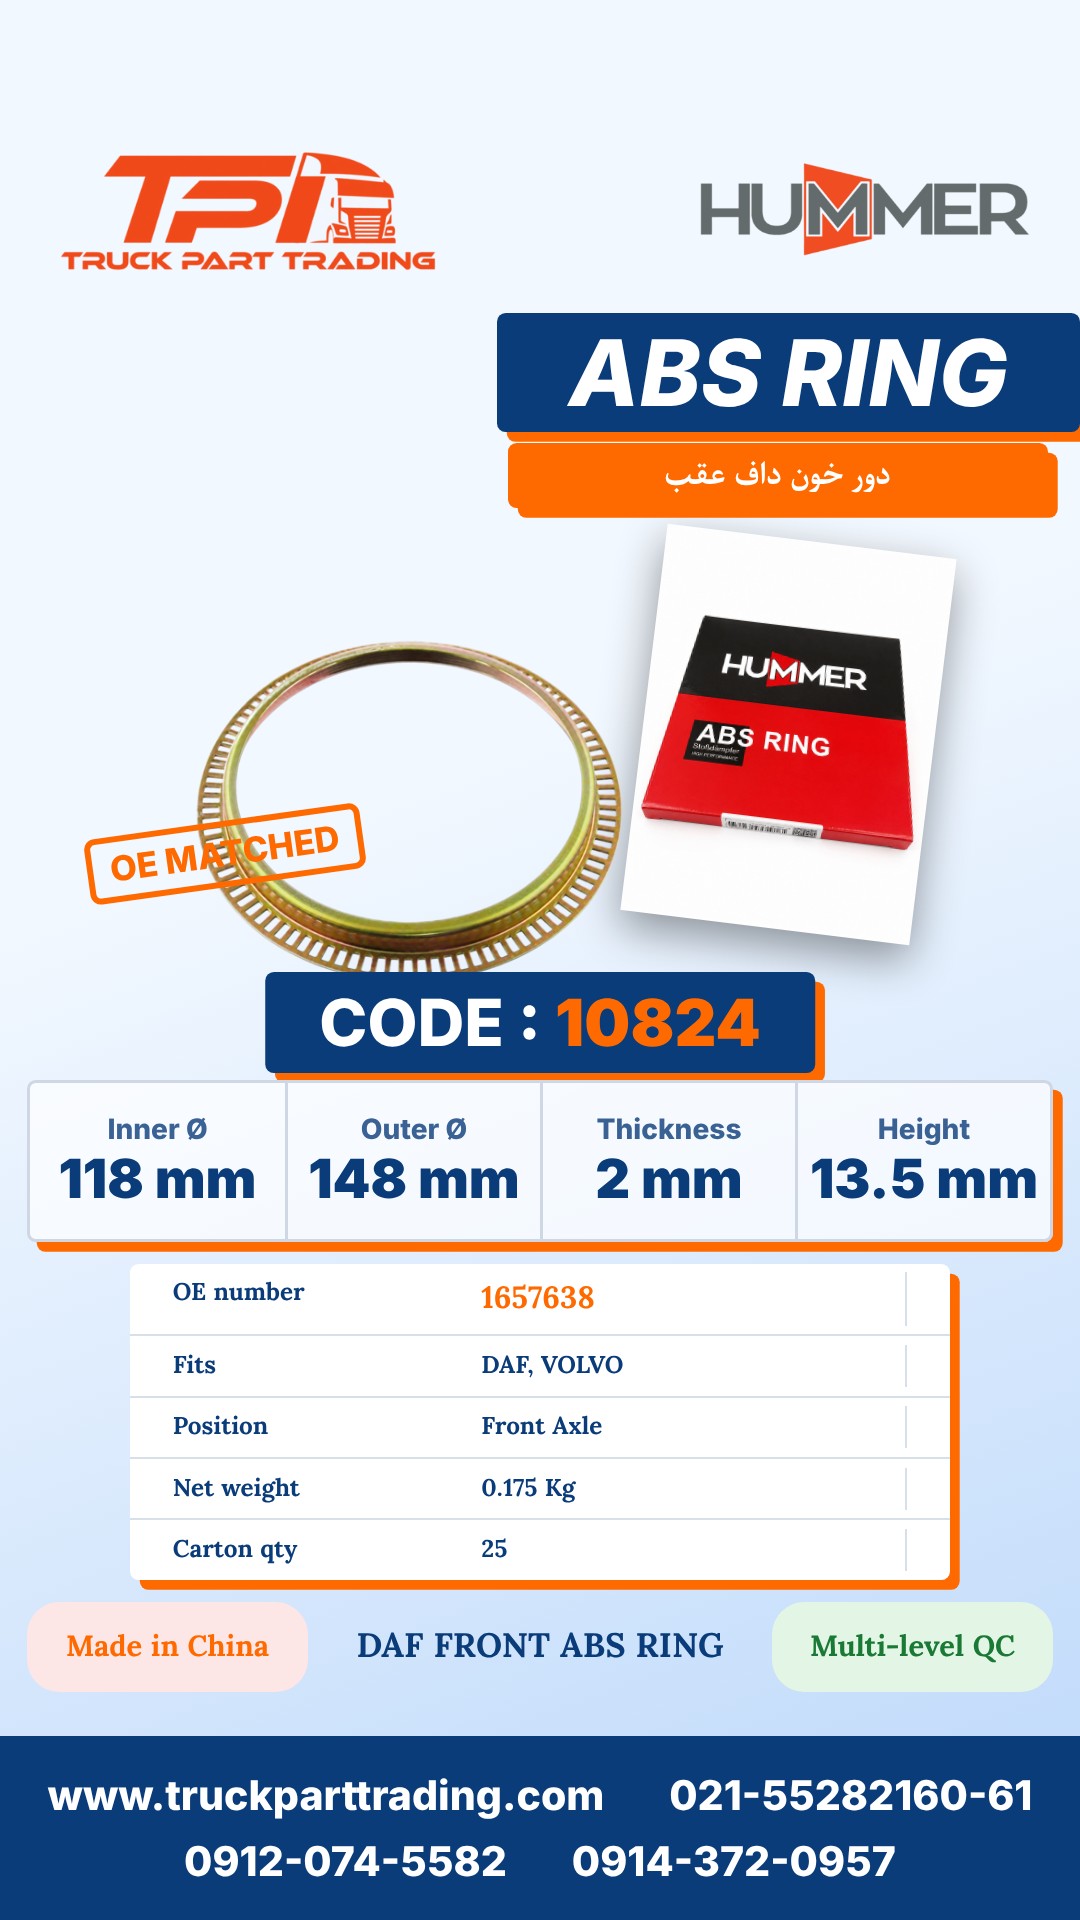 TPI
TRUCK PART TRADING
HUMMER
ABS RING
دور خون داف عقب
HUMMER
ABS RING
Stoßdämpfer
HIGH PERFORMANCE
OE MATCHED
CODE : 10824
Inner Ø Outer Ø Thickness Height
118 mm 148 mm 2 mm 13.5 mm
OE number 1657638
Fits DAF, VOLVO
Position Front Axle
Net weight 0.175 Kg
Carton qty 25
Made in China DAF FRONT ABS RING Multi-level QC
www.truckparttrading.com 021-55282160-61
0912-074-5582 0914-372-0957